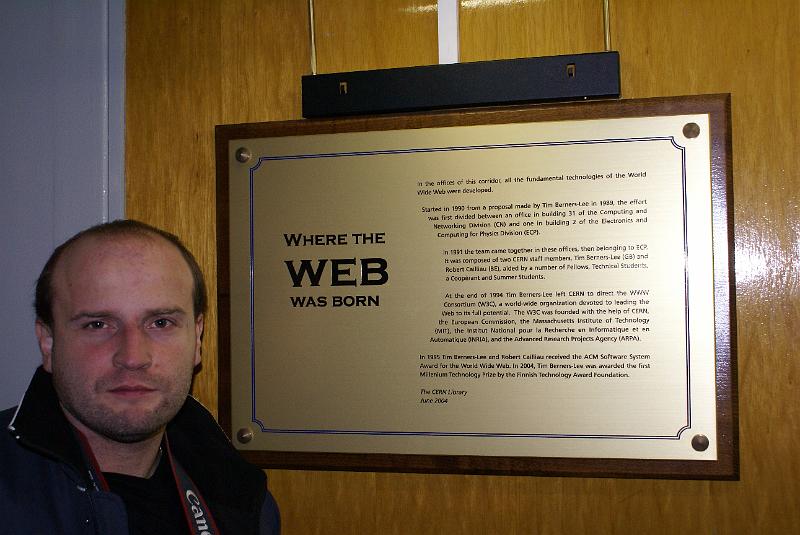 WHERE THE
WEB
WAS BORN
In the offices of this corridor, all the fundamental technologies of the World
Wide Web were developed.
Started in 1990 from a proposal made by Tim Berners-Lee in 1989, the effort
was first divided between an office in building 31 of the Computing and
Networking Division (CN) and one in building 2 of the Electronics and
Computing for Physics Division (ECP).
In 1991 the team came together in these offices, then belonging to ECP.
It was composed of two CERN staff members, Tim Berners-Lee (GB) and
Robert Cailliau (BE), aided by a number of Fellows, Technical Students,
a Coopérant and Summer Students.
At the end of 1994 Tim Berners-Lee left CERN to direct the WWW
Consortium (W3C), a world-wide organization devoted to leading the
Web to its full potential. The W3C was founded with the help of CERN,
the European Commission, the Massachusetts Institute of Technology
(MIT), the Institut National pour la Recherche en Informatique et en
Automatique (INRIA), and the Advanced Research Projects Agency (ARPA).
In 1995 Tim Berners-Lee and Robert Cailliau received the ACM Software System
Award for the World Wide Web. In 2004, Tim Berners-Lee was awarded the first
Millenium Technology Prize by the Finnish Technology Award Foundation.
The CERN Library
June 2004
Can